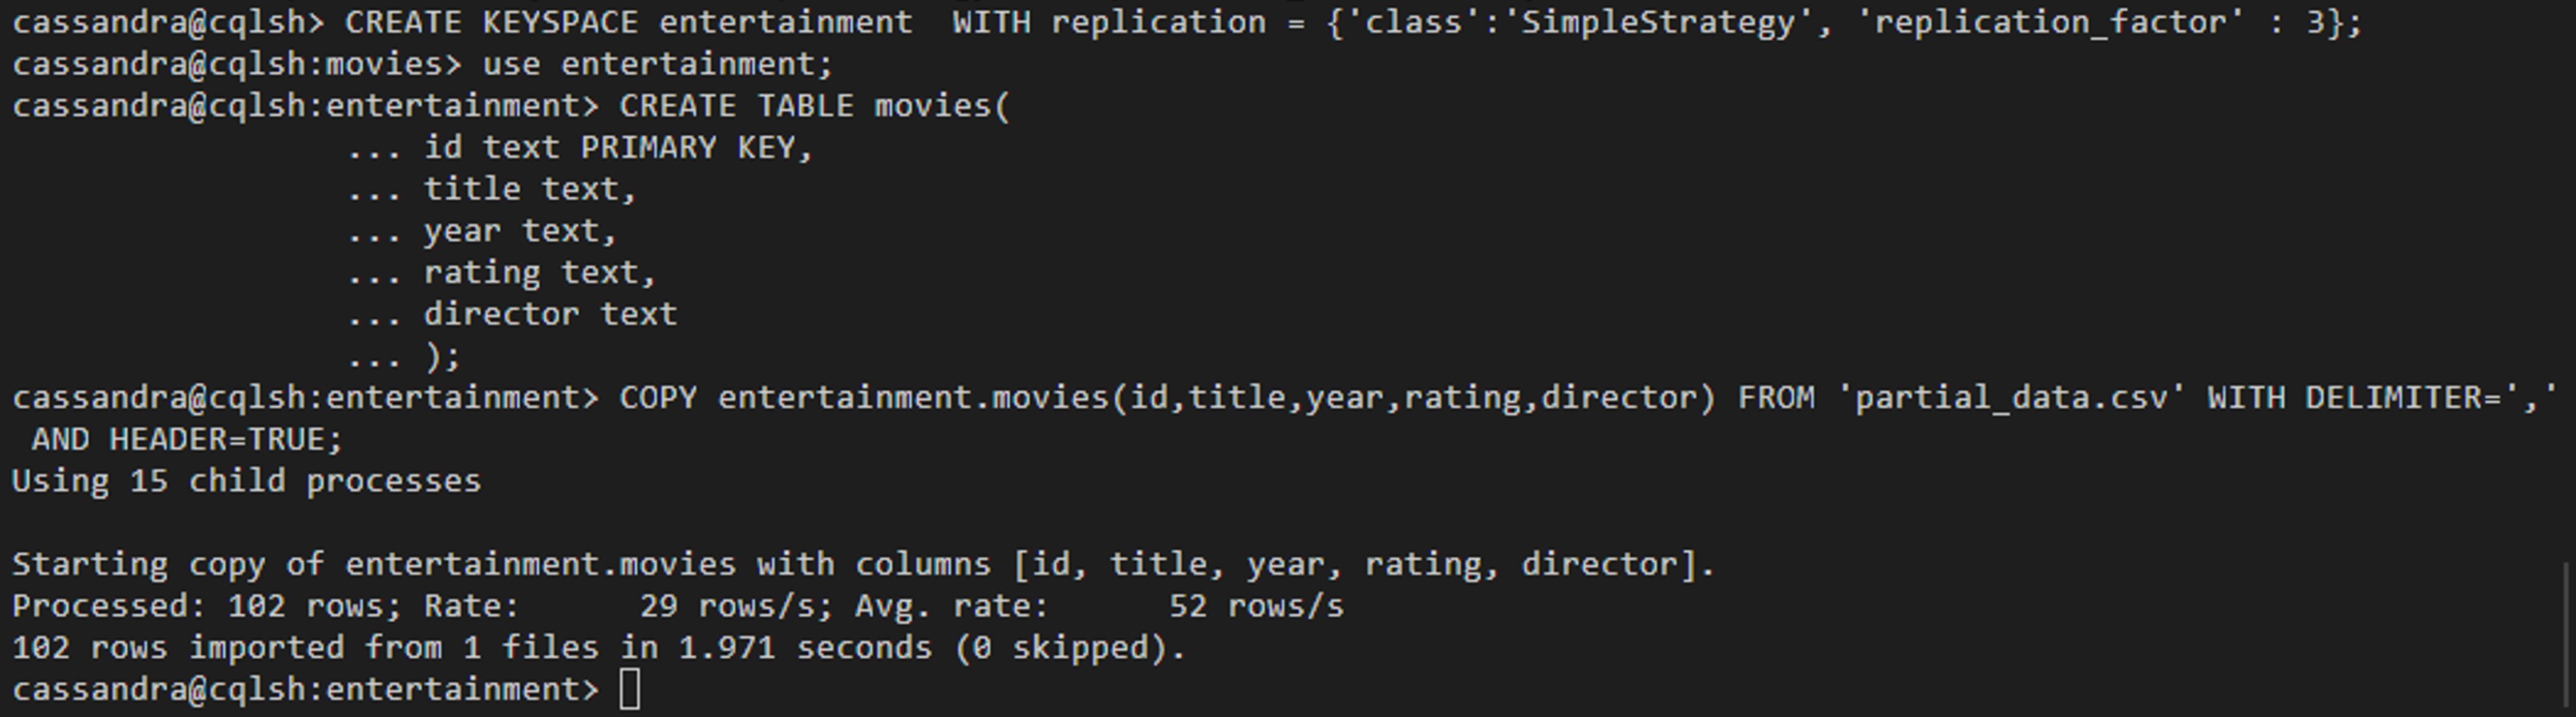 cassandra@cqlsh> CREATE KEYSPACE entertainment  WITH replication = {'class':'SimpleStrategy', 'replication_factor' : 3};
cassandra@cqlsh:movies> use entertainment;
cassandra@cqlsh:entertainment> CREATE TABLE movies(
... id text PRIMARY KEY,
... title text,
... year text,
... rating text,
... director text
... );
cassandra@cqlsh:entertainment> COPY entertainment.movies(id,title,year,rating,director) FROM 'partial_data.csv' WITH DELIMITER=','
AND HEADER=TRUE;
Using 15 child processes
Starting copy of entertainment.movies with columns [id, title, year, rating, director].
Processed: 102 rows; Rate:      29 rows/s; Avg. rate:      52 rows/s
102 rows imported from 1 files in 1.971 seconds (0 skipped).
cassandra@cqlsh:entertainment>